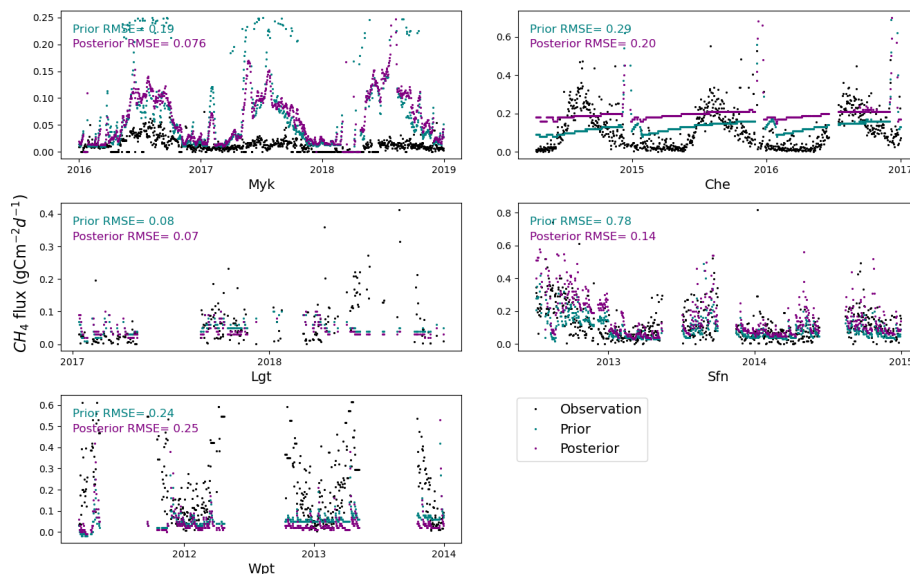 CH₄ flux (gCm⁻²d⁻¹)
Prior RMSE= 0.19
Posterior RMSE= 0.076
0.25
0.20
0.15
0.10
0.05
0.00
2016 2017 2018 2019
Myk
Prior RMSE= 0.29
Posterior RMSE= 0.20
0.6
0.4
0.2
0.0
2015 2016 2017
Che
Prior RMSE= 0.08
Posterior RMSE= 0.07
0.4
0.3
0.2
0.1
0.0
2017 2018
Lgt
Prior RMSE= 0.78
Posterior RMSE= 0.14
0.8
0.6
0.4
0.2
0.0
2013 2014 2015
Sfn
Prior RMSE= 0.24
Posterior RMSE= 0.25
0.6
0.5
0.4
0.3
0.2
0.1
0.0
2012 2013 2014
Wpt
Observation
Prior
Posterior